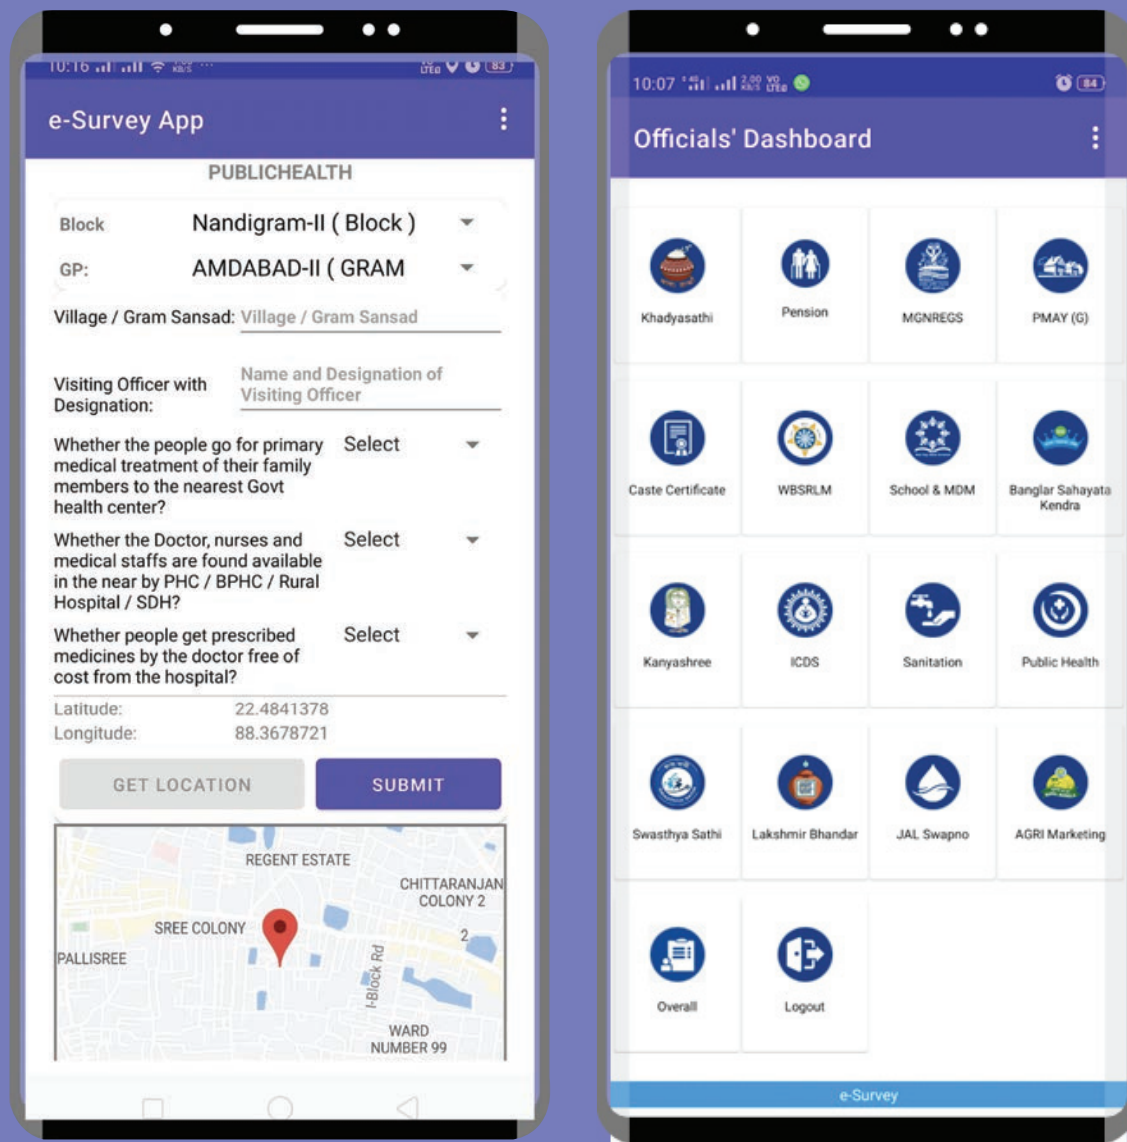 10:16
83
e-Survey App
PUBLICHEALTH
Block
Nandigram-II ( Block )
GP:
AMDABAD-II ( GRAM
Village / Gram Sansad:
Village / Gram Sansad
Visiting Officer with
Designation:
Name and Designation of
Visiting Officer
Whether the people go for primary
medical treatment of their family
members to the nearest Govt
health center?
Select
Whether the Doctor, nurses and
medical staffs are found available
in the near by PHC / BPHC / Rural
Hospital / SDH?
Select
Whether people get prescribed
medicines by the doctor free of
cost from the hospital?
Select
Latitude:
22.4841378
Longitude:
88.3678721
GET LOCATION
SUBMIT
REGENT ESTATE
CHITTARANJAN
COLONY 2
SREE COLONY
2
PALLISREE
I-Block Rd
WARD
NUMBER 99
10:07
2.00
KB/S
84
Officials' Dashboard
Khadyasathi
Pension
MGNREGS
PMAY (G)
Caste Certificate
WBSRLM
School & MDM
Banglar Sahayata
Kendra
Kanyashree
ICDS
Sanitation
Public Health
Swasthya Sathi
Lakshmir Bhandar
JAL Swapno
AGRI Marketing
Overall
Logout
e-Survey